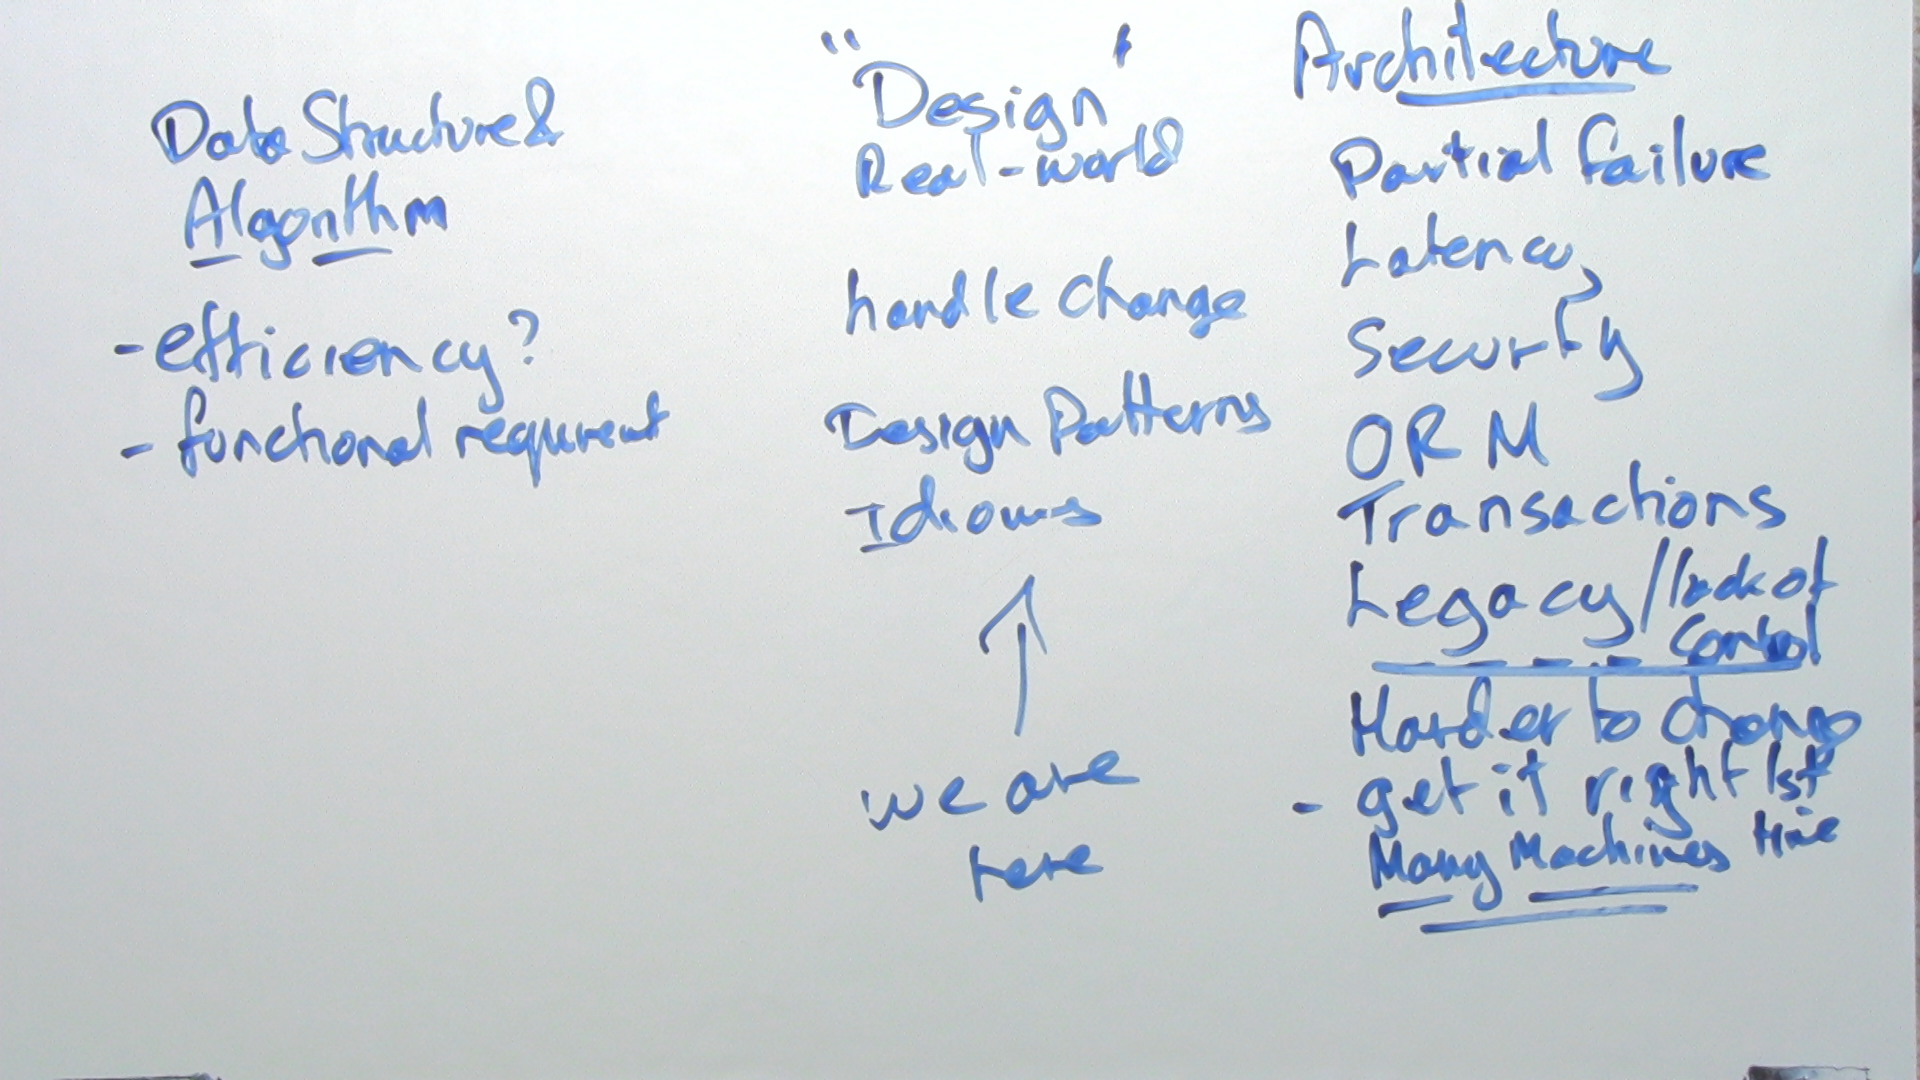 Data Structure &
Algorithm
- efficiency?
- functional requirement
"Design"
Real-world
handle change
Design Patterns
Idioms
we are
here
Architecture
Partial failure
Latency
Security
ORM
Transactions
Legacy/lack of
control
Harder to change
- get it right 1st
time
Many Machines